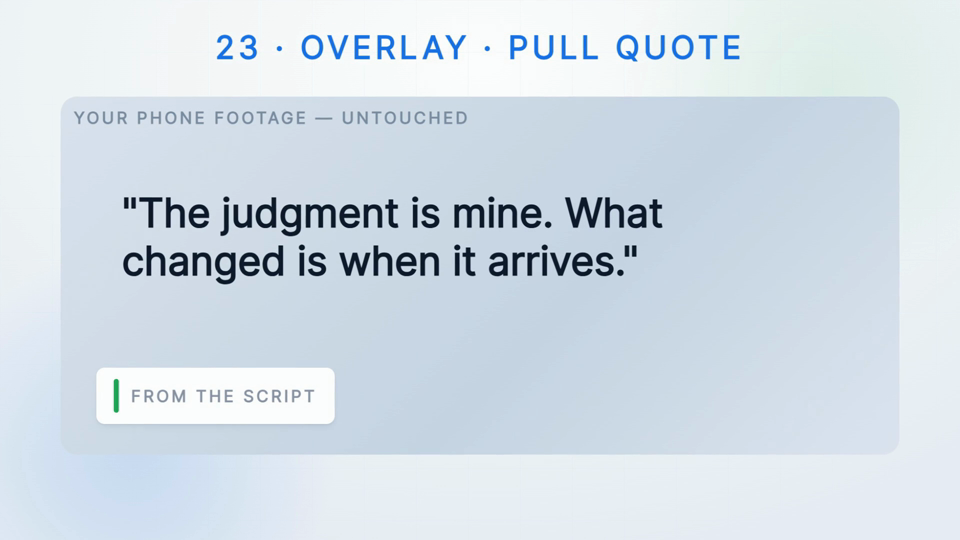 23 · OVERLAY · PULL QUOTE
YOUR PHONE FOOTAGE — UNTOUCHED
"The judgment is mine. What
changed is when it arrives."
FROM THE SCRIPT